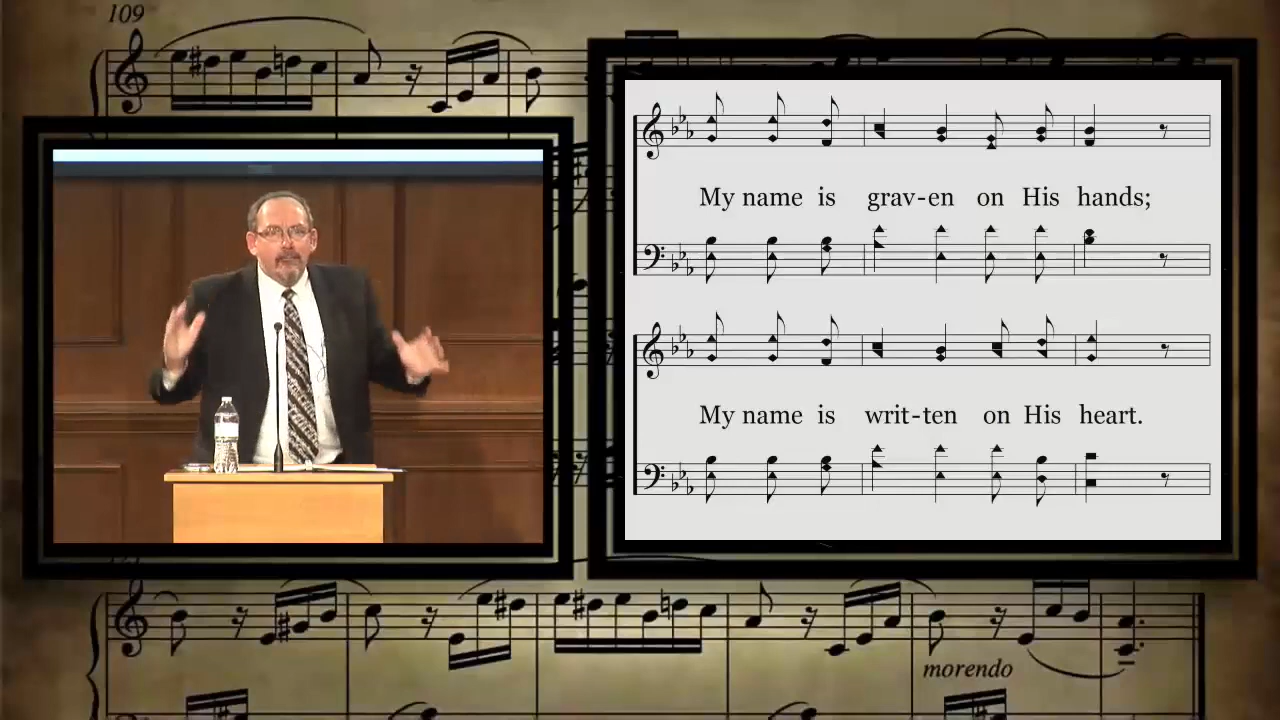 109
My name is grav-en on His hands;
My name is writ-ten on His heart.
morendo